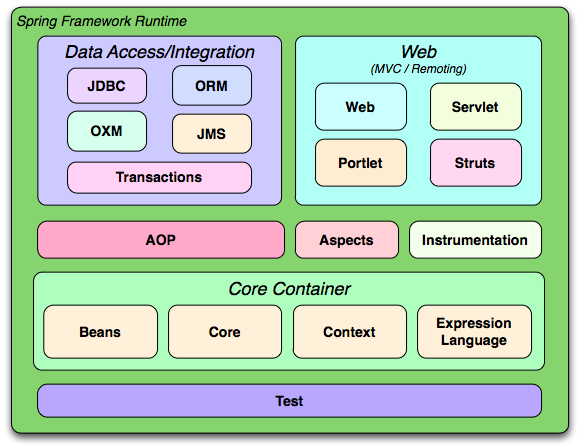 Spring Framework Runtime
Data Access/Integration
JDBC
ORM
OXM
JMS
Transactions
Web
(MVC / Remoting)
Web
Servlet
Portlet
Struts
AOP
Aspects
Instrumentation
Core Container
Beans
Core
Context
Expression
Language
Test